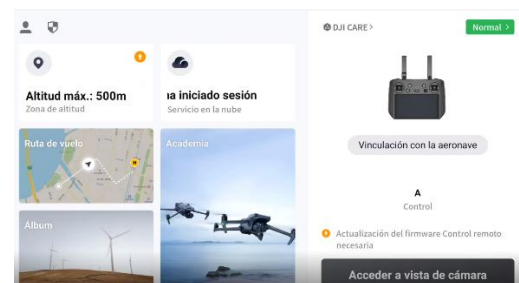 DJI CARE >
Normal >
Altitud máx.: 500m
Zona de altitud
ıa iniciado sesión
Servicio en la nube
Ruta de vuelo
Academia
Álbum
Vinculación con la aeronave
A
Control
Actualización del firmware Control remoto
necesaria
Acceder a vista de cámara